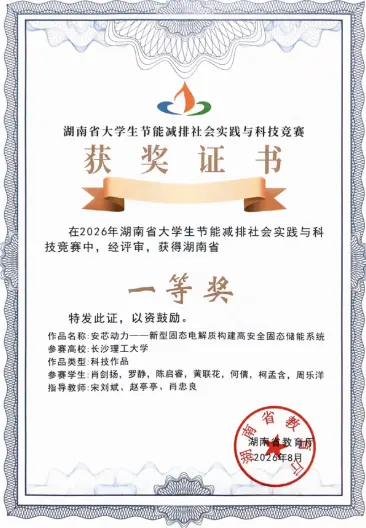 湖南省大学生节能减排社会实践与科技竞赛
获奖证书
在2026年湖南省大学生节能减排社会实践与科
技竞赛中，经评审，获得湖南省
一等奖
特发此证，以资鼓励。
作品名称:安芯动力——新型固态电解质构建高安全固态储能系统
参赛高校:长沙理工大学
作品类型:科技作品
参赛学生:肖剑扬，罗静，陈启睿，黄联花，何倩，柯孟含，周乐洋
指导教师:宋刘斌、赵亭亭、肖忠良
湖南省教育厅
湖南省教育厅
2026年8月